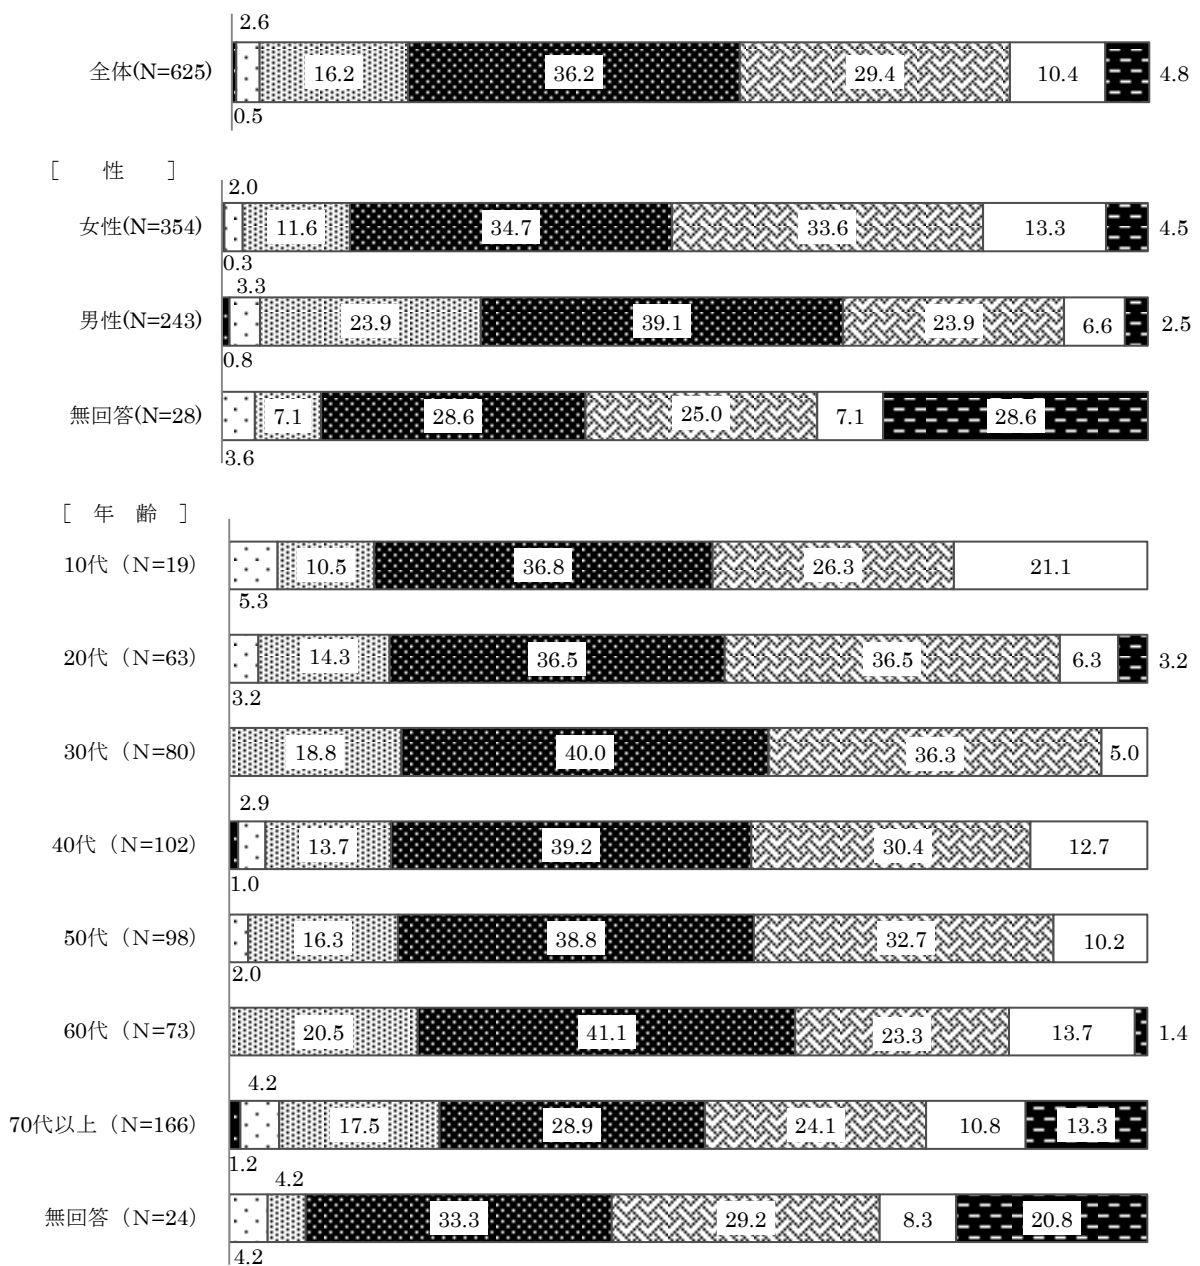 2.6
全体(N=625) 16.2 36.2 29.4 10.4 4.8
0.5
［　性　］
2.0
女性(N=354) 11.6 34.7 33.6 13.3 4.5
0.3
3.3
男性(N=243) 23.9 39.1 23.9 6.6 2.5
0.8
無回答(N=28) 7.1 28.6 25.0 7.1 28.6
3.6
［　年　齢　］
10代（N=19） 10.5 36.8 26.3 21.1
5.3
20代（N=63） 14.3 36.5 36.5 6.3 3.2
3.2
30代（N=80） 18.8 40.0 36.3 5.0
2.9
40代（N=102） 13.7 39.2 30.4 12.7
1.0
50代（N=98） 16.3 38.8 32.7 10.2
2.0
60代（N=73） 20.5 41.1 23.3 13.7 1.4
4.2
70代以上（N=166） 17.5 28.9 24.1 10.8 13.3
1.2
4.2
無回答（N=24） 33.3 29.2 8.3 20.8
4.2